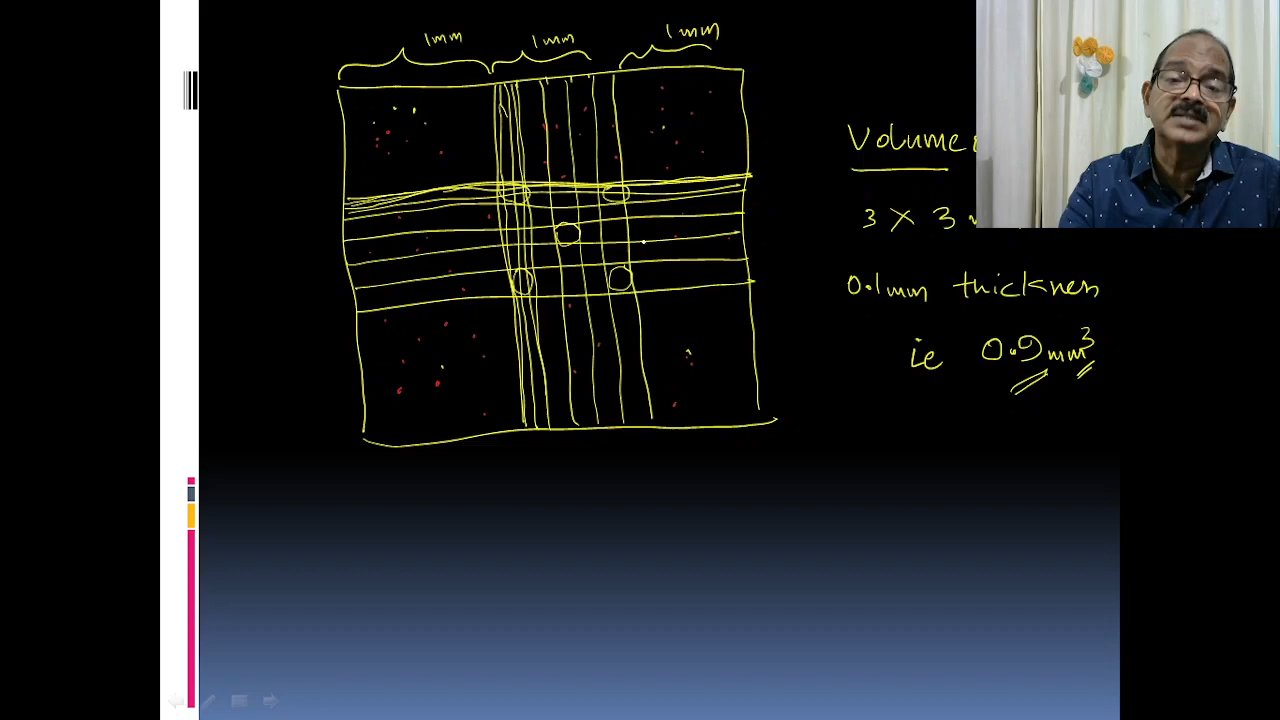 1mm 1mm 1mm
Volume
3 × 3
0.1mm thickness
ie 0.9mm³